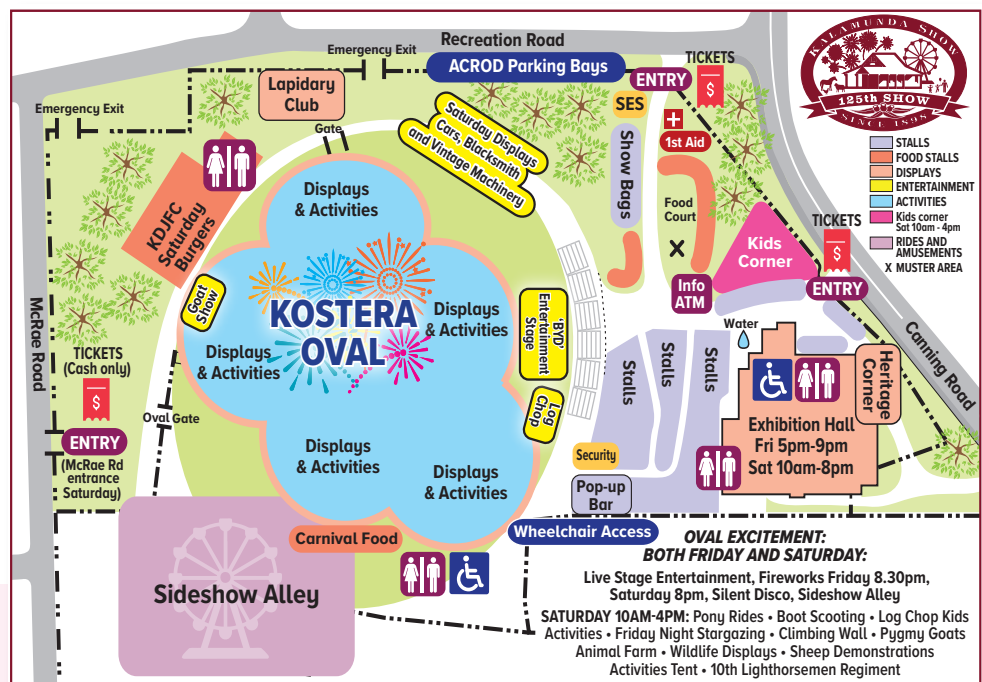 Recreation Road
Emergency Exit
ACROD Parking Bays
TICKETS
$
ENTRY
KALAMUNDA SHOW
125th SHOW
SINCE 1898
Lapidary
Club
SES
Emergency Exit
Gate
Saturday Displays
Cars, Blacksmith
and Vintage Machinery
Show Bags
1st Aid
STALLS
FOOD STALLS
DISPLAYS
ENTERTAINMENT
ACTIVITIES
Kids corner
Sat 10am - 4pm
RIDES AND
AMUSEMENTS
X MUSTER AREA
Displays
& Activities
KDJFC
Saturday
Burgers
Food
Court
X
Kids
Corner
TICKETS
$
ENTRY
Info
ATM
Goat
Show
KOSTERA
OVAL
Displays
& Activities
'BYD'
Entertainment
Stage
Water
McRae Road
Displays
& Activities
Canning Road
TICKETS
(Cash only)
$
ENTRY
(McRae Rd
entrance
Saturday)
Oval Gate
Log
Chop
Stalls
Stalls
Stalls
Heritage
Corner
Exhibition Hall
Fri 5pm-9pm
Sat 10am-8pm
Displays
& Activities
Displays
& Activities
Security
Pop-up
Bar
Carnival Food
Wheelchair Access
Sideshow Alley
OVAL EXCITEMENT:
BOTH FRIDAY AND SATURDAY:
Live Stage Entertainment, Fireworks Friday 8.30pm,
Saturday 8pm, Silent Disco, Sideshow Alley
SATURDAY 10AM-4PM: Pony Rides • Boot Scooting • Log Chop Kids
Activities • Friday Night Stargazing • Climbing Wall • Pygmy Goats
Animal Farm • Wildlife Displays • Sheep Demonstrations
Activities Tent • 10th Lighthorsemen Regiment